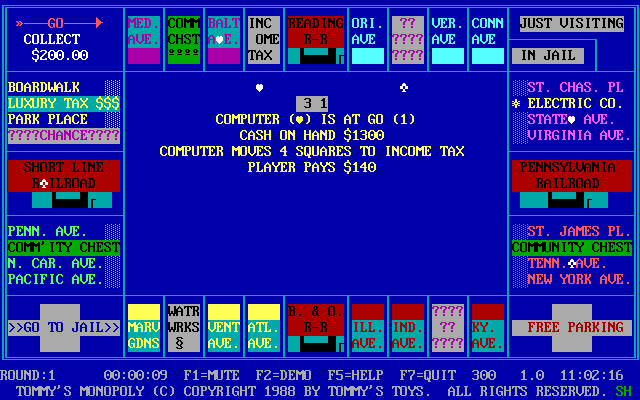 » GO
COLLECT
$200.00
MED. AVE.
COMM CHST
BALT A♥E.
INC OME TAX
READING R-R
ORI. AVE
?? ???? ????
VER. AVE
CONN AVE
JUST VISITING
IN JAIL
BOARDWALK
LUXURY TAX $$$
PARK PLACE
????CHANCE????
♥ ♣
3 1
COMPUTER (♥) IS AT GO (1)
CASH ON HAND $1300
COMPUTER MOVES 4 SQUARES TO INCOME TAX
PLAYER PAYS $140
ST. CHAS. PL
* ELECTRIC CO.
STATE♥ AVE.
VIRGINIA AVE.
SHORT LINE
R♣ILROAD
PENNSYLVANIA
RAILROAD
PENN. AVE.
COMM'ITY CHEST
N. CAR. AVE.
PACIFIC AVE.
ST. JAMES PL.
COMMUNITY CHEST
TENN.♣AVE.
NEW YORK AVE.
>>GO TO JAIL>>
MARV GDNS
WATR WRKS §
VENT AVE.
ATL. AVE.
B. & O. R-R
ILL. AVE.
IND. AVE.
???? ?? ????
KY. AVE.
FREE PARKING
ROUND:1 00:00:09 F1=MUTE F2=DEMO F5=HELP F7=QUIT 300 1.0 11:02:16
TOMMY'S MONOPOLY (C) COPYRIGHT 1988 BY TOMMY'S TOYS. ALL RIGHTS RESERVED. SH